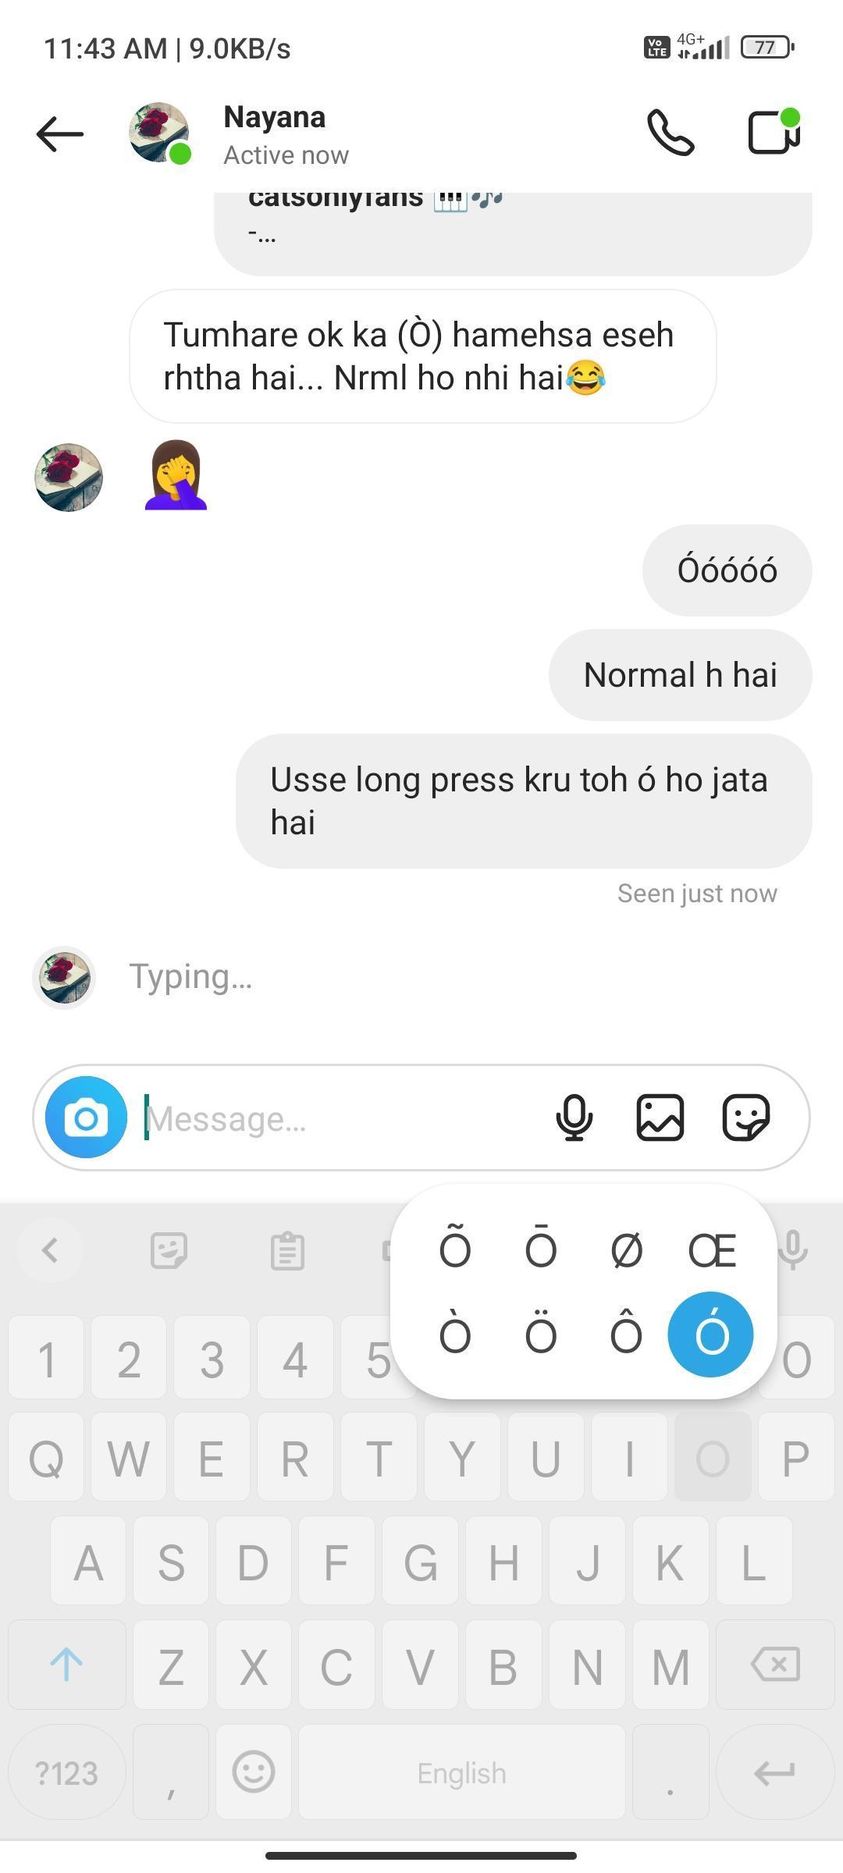 11:43 AM | 9.0KB/s
Vo LTE 4G+ 77
Nayana
Active now
catsonlyfans 🎹🎶
-...
Tumhare ok ka (Ò) hamehsa eseh
rhtha hai... Nrml ho nhi hai😂
🤦‍♀️
Óóóóó
Normal h hai
Usse long press kru toh ó ho jata
hai
Seen just now
Typing...
Message...
Õ Ō Ø Œ
Ò Ö Ô Ó
1 2 3 4 5 0
Q W E R T Y U I O P
A S D F G H J K L
Z X C V B N M
?123 , English .